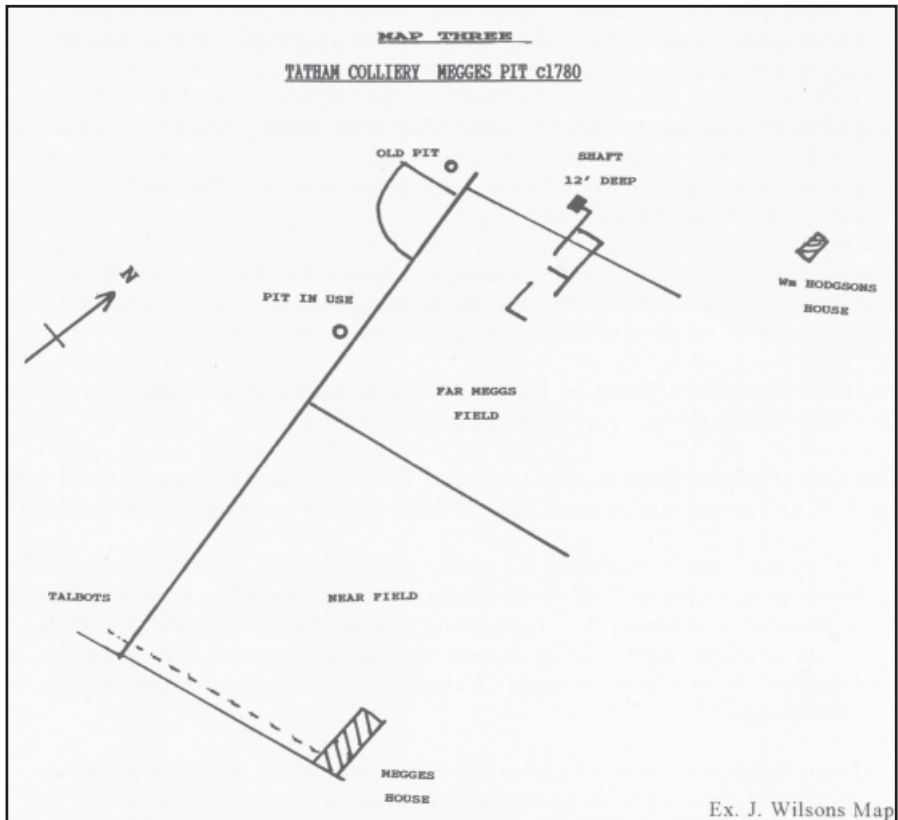 MAP THREE
TATHAM COLLIERY MEGGES PIT c1780
OLD PIT
SHAFT
12' DEEP
N
Wm HODGSONS
HOUSE
PIT IN USE
FAR MEGGS
FIELD
TALBOTS
NEAR FIELD
MEGGES
HOUSE
Ex. J. Wilsons Map